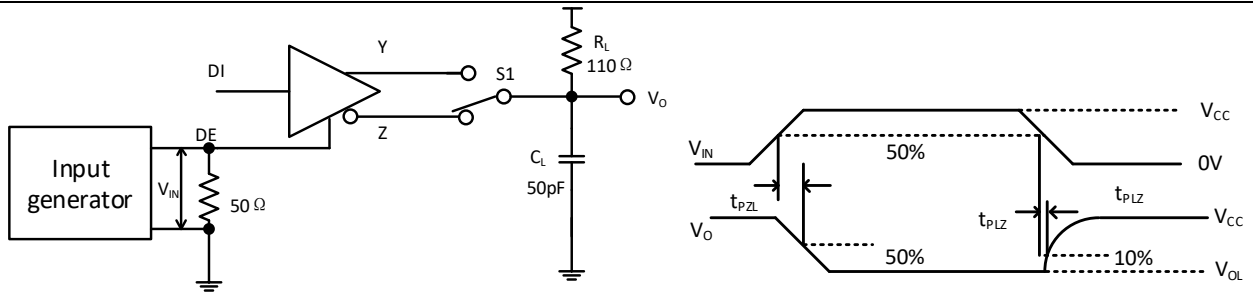 Y
R_L
110 Ω
DI
S1
V_O
Z
DE
Input
generator
V_IN
50 Ω
C_L
50pF
V_CC
V_IN
50%
0V
t_PZL
t_PLZ
t_PLZ
V_CC
V_O
50%
10%
V_OL